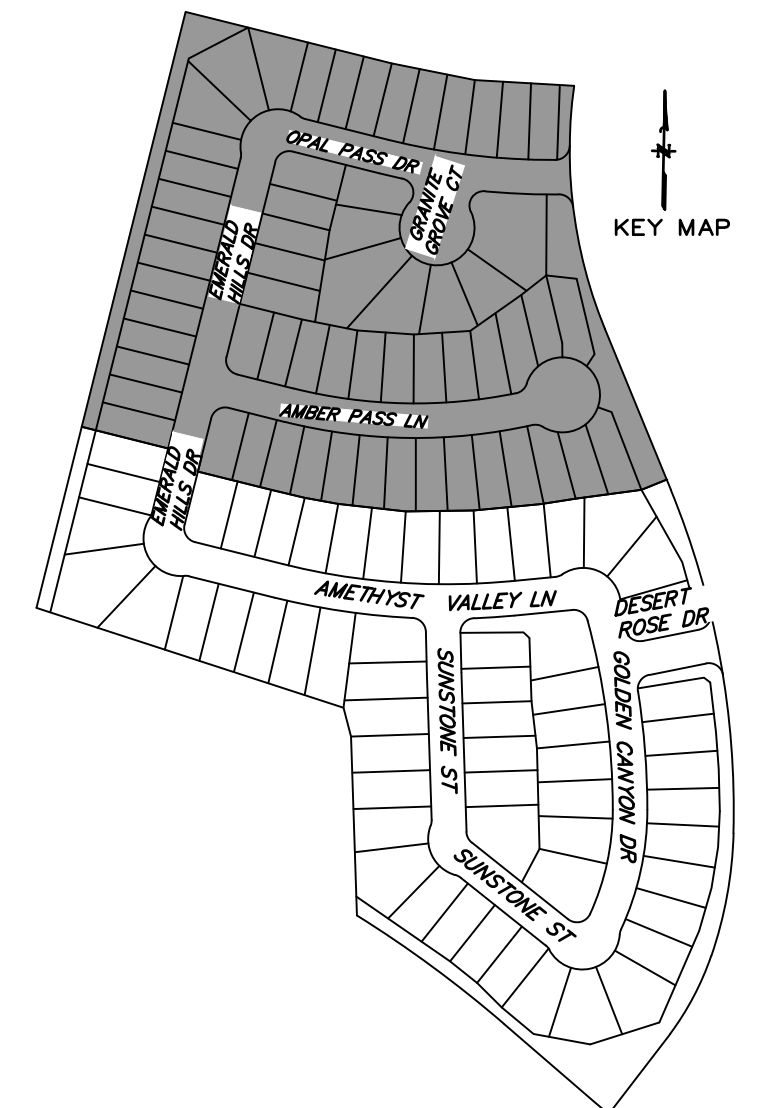 OPAL PASS DR
GRANITE
GROVE CT
N
KEY MAP
EMERALD
HILLS DR
AMBER PASS LN
EMERALD
HILLS DR
AMETHYST VALLEY LN
DESERT
ROSE DR
SUNSTONE ST
GOLDEN CANYON DR
SUNSTONE ST